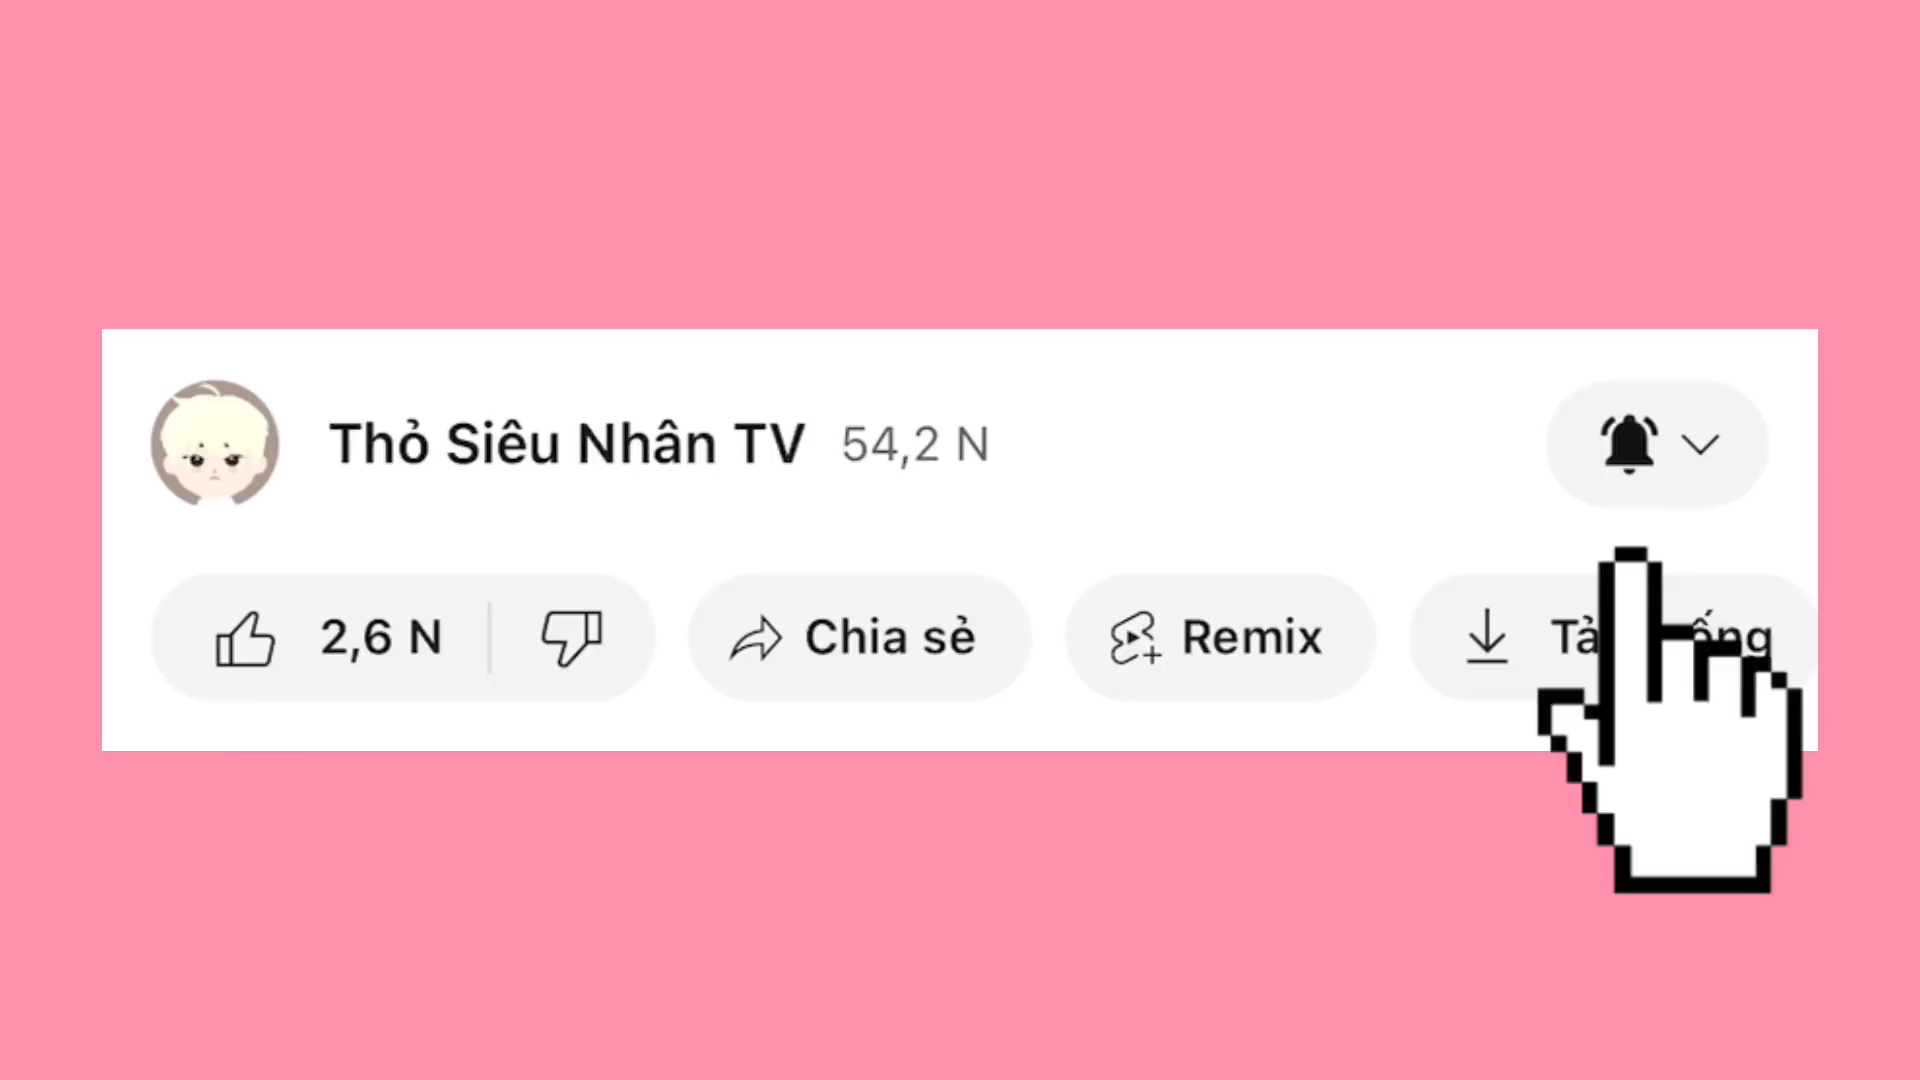 Thỏ Siêu Nhân TV 54,2 N
2,6 N Chia sẻ Remix